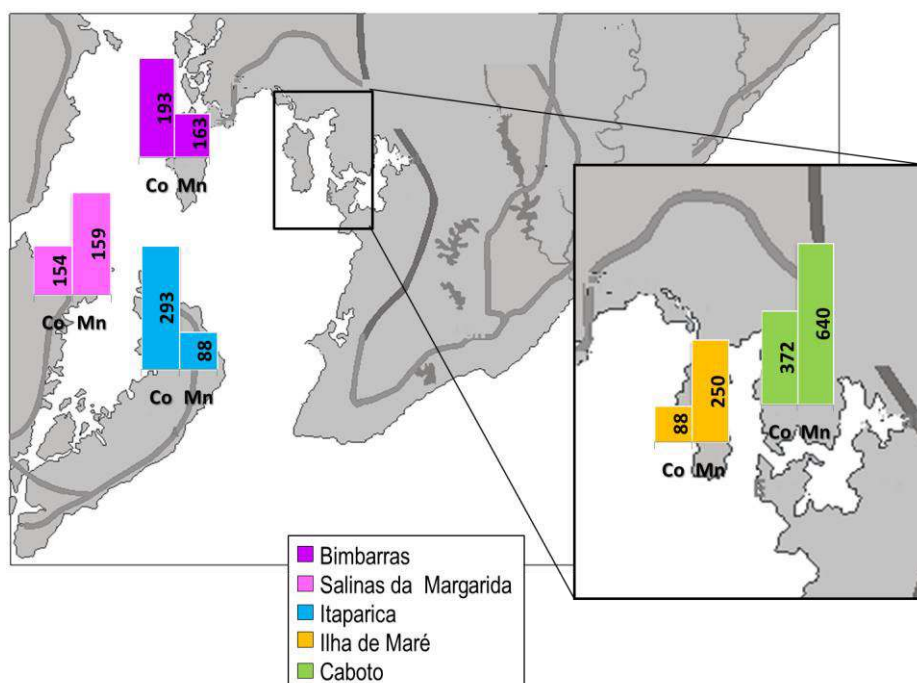 193
163
Co Mn
154
159
Co Mn
293
88
Co Mn
88
250
Co Mn
372
640
Co Mn
Bimbarras
Salinas da Margarida
Itaparica
Ilha de Maré
Caboto